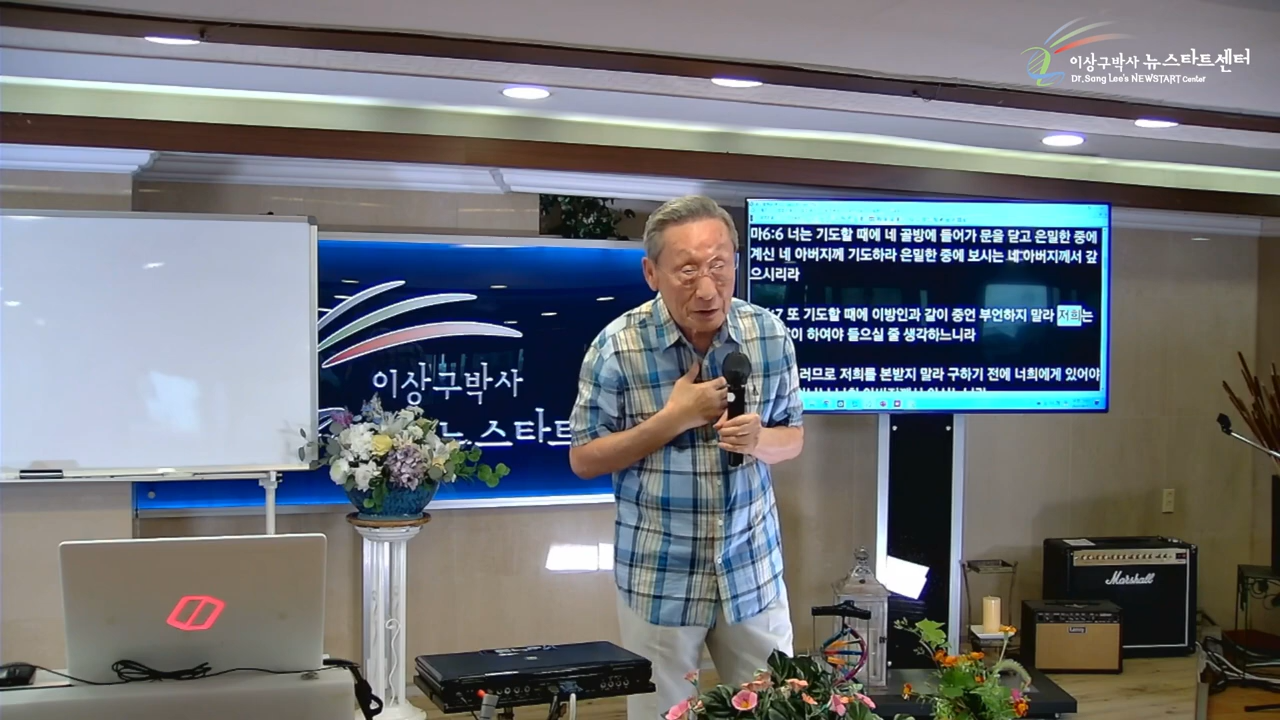 이상구박사 뉴스타트센터
Dr. Sang Lee's NEWSTART Center
마6:6 너는 기도할 때에 네 골방에 들어가 문을 닫고 은밀한 중에
계신 네 아버지께 기도하라 은밀한 중에 보시는 네 아버지께서 갚
으시리라
:7 또 기도할 때에 이방인과 같이 중언 부언하지 말라 저희는
이 하여야 들으실 줄 생각하느니라
러므로 저희를 본받지 말라 구하기 전에 너희에게 있어야
이상구박사
뉴스타트
Marshall
Laney